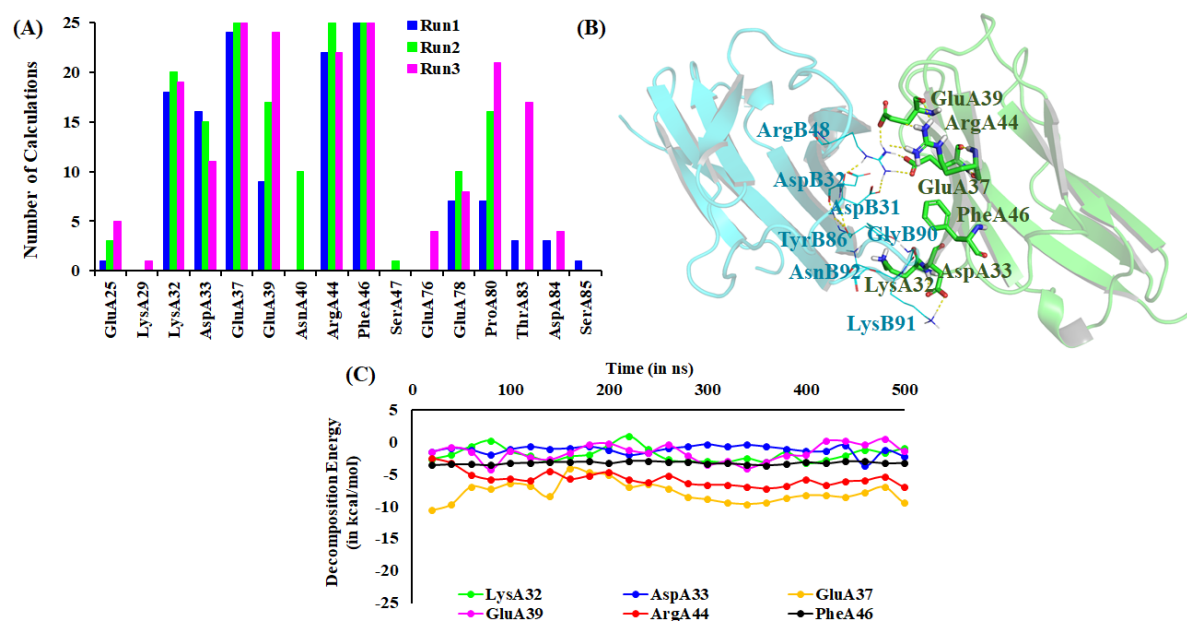 (A)
Number of Calculations
25
20
15
10
5
0
Run1
Run2
Run3
GluA25
LysA29
LysA32
AspA33
GluA37
GluA39
AsnA40
ArgA44
PheA46
SerA47
GluA76
GluA78
ProA80
ThrA83
AspA84
SerA85
(B)
GluA39
ArgA44
ArgB48
AspB32
GluA37
AspB31
PheA46
TyrB86
GlyB90
AsnB92
LysA32
AspA33
LysB91
(C)
Time (in ns)
0 100 200 300 400 500
Decomposition Energy
(in kcal/mol)
5
0
-5
-10
-15
-20
-25
LysA32 AspA33 GluA37
GluA39 ArgA44 PheA46